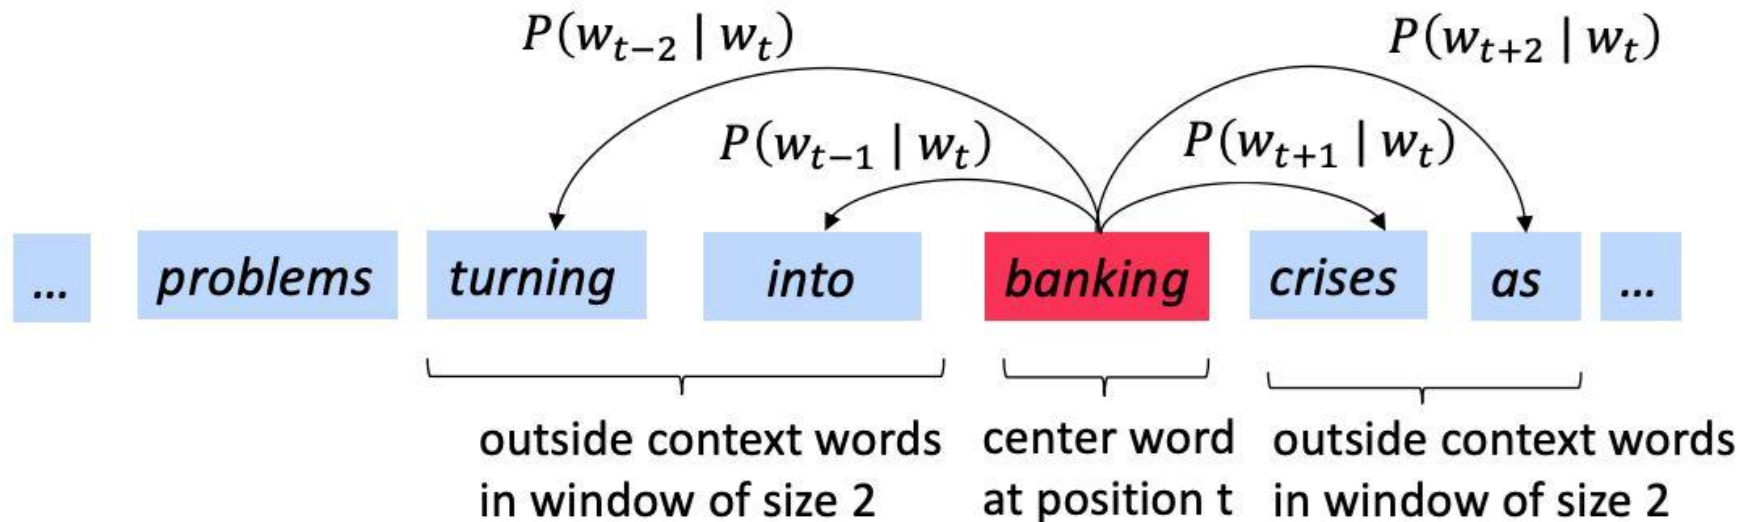 P(w_{t−2} | w_t) P(w_{t+2} | w_t)
P(w_{t−1} | w_t) P(w_{t+1} | w_t)
... problems turning into banking crises as ...
outside context words center word outside context words
in window of size 2 at position t in window of size 2